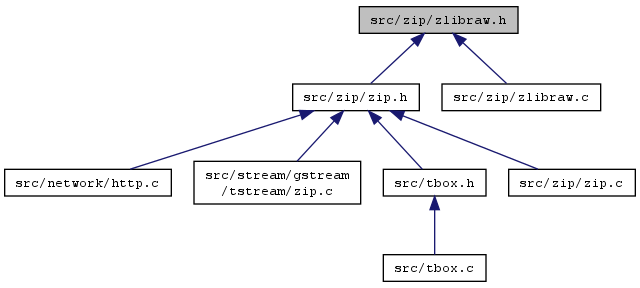 src/zip/zlibraw.h
src/zip/zip.h
src/zip/zlibraw.c
src/network/http.c
src/stream/gstream
/tstream/zip.c
src/tbox.h
src/zip/zip.c
src/tbox.c